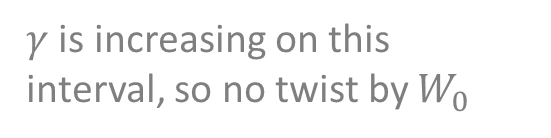 γ is increasing on this
interval, so no twist by W₀